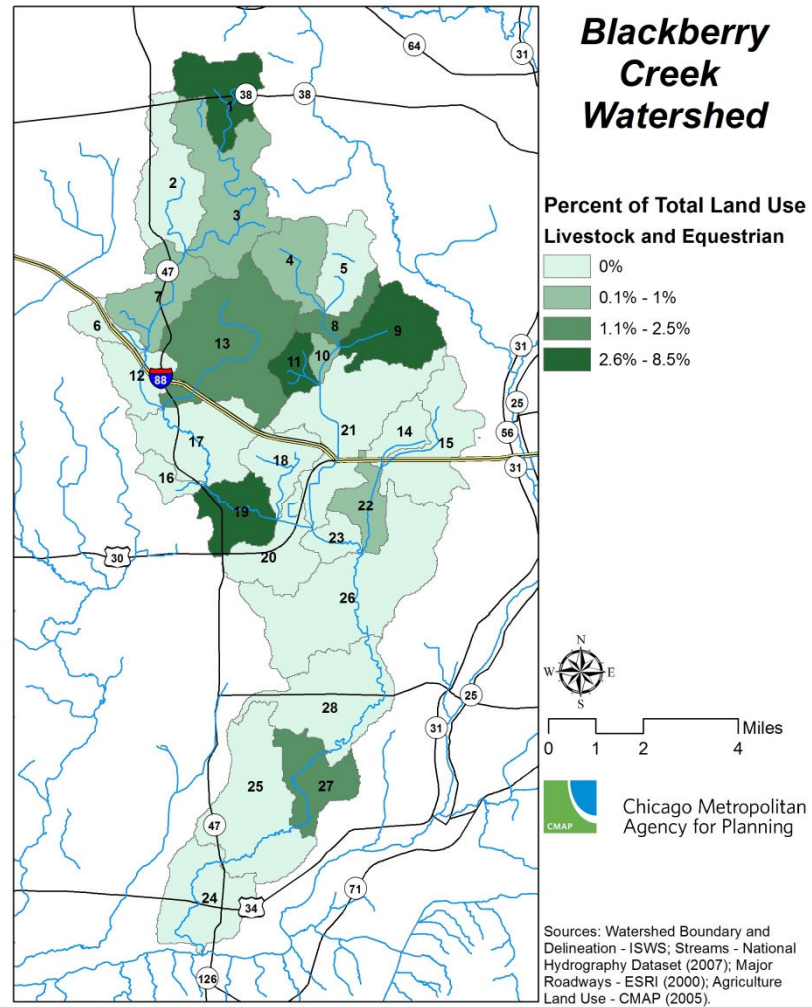 Blackberry
Creek
Watershed
Percent of Total Land Use
Livestock and Equestrian
0%
0.1% - 1%
1.1% - 2.5%
2.6% - 8.5%
64
31
38
38
1
2
3
4
5
47
7
6
8
9
13
10
11
31
12
88
25
14
56
21
15
17
31
18
16
22
19
23
30
20
26
N
W
E
S
28
25
31
Miles
0
1
2
4
25
27
CMAP
Chicago Metropolitan
Agency for Planning
47
71
24
34
126
Sources: Watershed Boundary and
Delineation - ISWS; Streams - National
Hydrography Dataset (2007); Major
Roadways - ESRI (2000); Agriculture
Land Use - CMAP (2005).